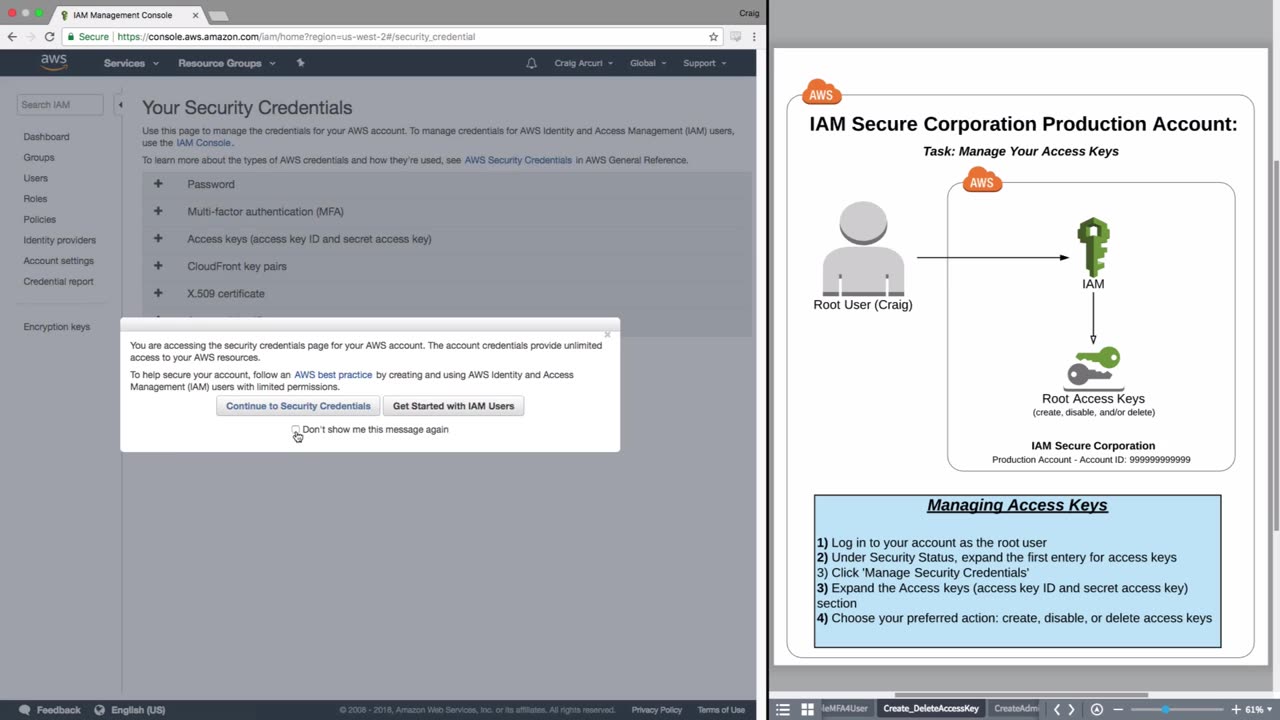 IAM Management Console
Craig
Secure https://console.aws.amazon.com/iam/home?region=us-west-2#/security_credential
aws
Services
Resource Groups
Craig Arcuri
Global
Support
Search IAM
Dashboard
Groups
Users
Roles
Policies
Identity providers
Account settings
Credential report
Encryption keys
Your Security Credentials
Use this page to manage the credentials for your AWS account. To manage credentials for AWS Identity and Access Management (IAM) users,
use the IAM Console.
To learn more about the types of AWS credentials and how they're used, see AWS Security Credentials in AWS General Reference.
Password
Multi-factor authentication (MFA)
Access keys (access key ID and secret access key)
CloudFront key pairs
X.509 certificate
You are accessing the security credentials page for your AWS account. The account credentials provide unlimited
access to your AWS resources.
To help secure your account, follow an AWS best practice by creating and using AWS Identity and Access
Management (IAM) users with limited permissions.
Continue to Security Credentials
Get Started with IAM Users
Don't show me this message again
Feedback
English (US)
© 2008 - 2018, Amazon Web Services, Inc. or its affiliates. All rights reserved.
Privacy Policy
Terms of Use
AWS
IAM Secure Corporation Production Account:
Task: Manage Your Access Keys
AWS
Root User (Craig)
IAM
Root Access Keys
(create, disable, and/or delete)
IAM Secure Corporation
Production Account - Account ID: 999999999999
Managing Access Keys
1) Log in to your account as the root user
2) Under Security Status, expand the first entery for access keys
3) Click 'Manage Security Credentials'
3) Expand the Access keys (access key ID and secret access key)
section
4) Choose your preferred action: create, disable, or delete access keys
leMFA4User
Create_DeleteAccessKey
CreateAdm
61%